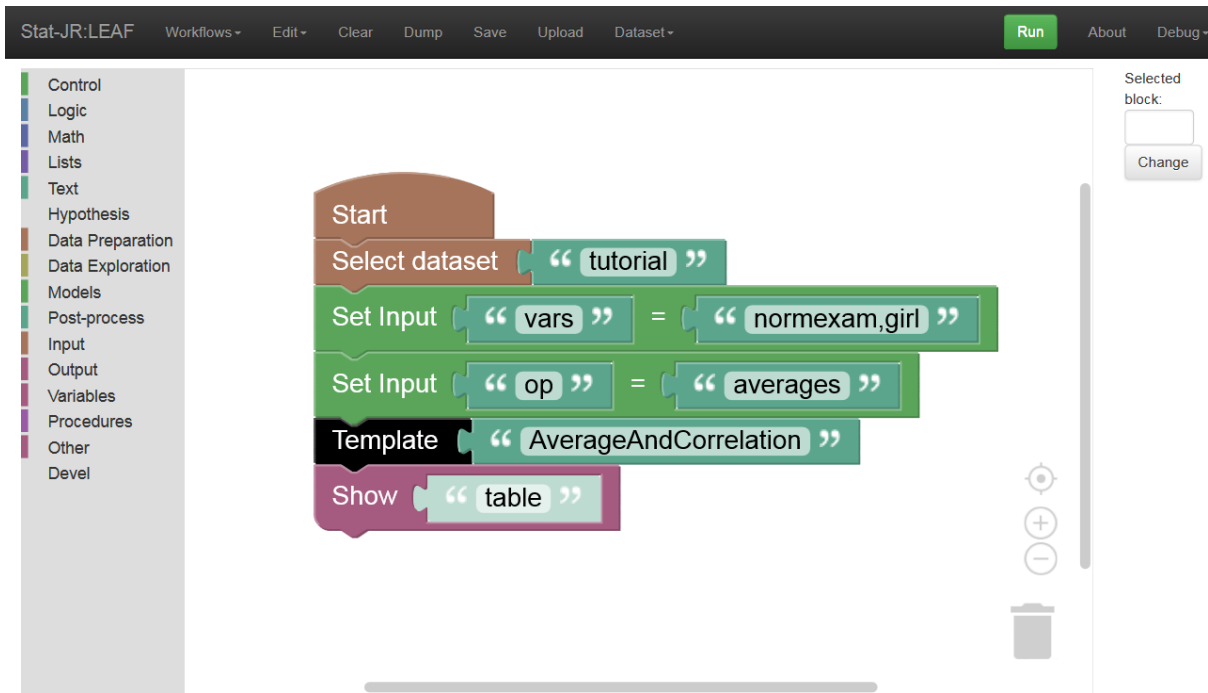 Stat-JR:LEAF Workflows Edit Clear Dump Save Upload Dataset Run About Debug
Control
Logic
Math
Lists
Text
Hypothesis
Data Preparation
Data Exploration
Models
Post-process
Input
Output
Variables
Procedures
Other
Devel
Start
Select dataset “ tutorial ”
Set Input “ vars ” = “ normexam,girl ”
Set Input “ op ” = “ averages ”
Template “ AverageAndCorrelation ”
Show “ table ”
Selected
block:
Change